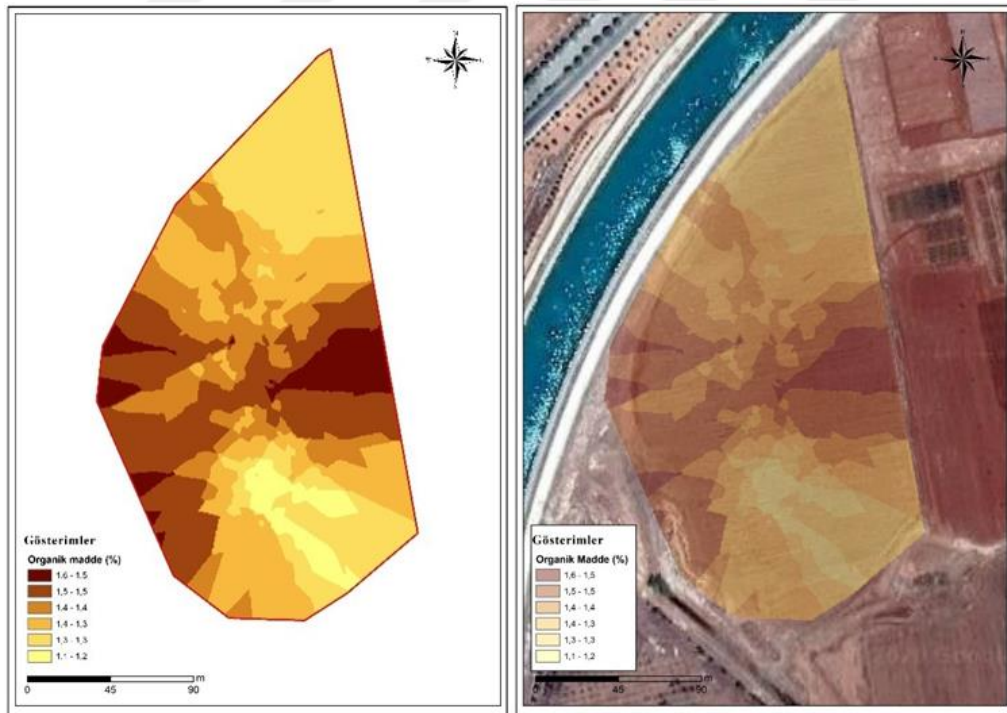 N
Gösterimler
Organik madde (%)
1,6 - 1,5
1,5 - 1,5
1,4 - 1,4
1,4 - 1,3
1,3 - 1,3
1,1 - 1,2
0 45 90 m
N
Gösterimler
Organik Madde (%)
1,6 - 1,5
1,5 - 1,5
1,4 - 1,4
1,4 - 1,3
1,3 - 1,3
1,1 - 1,2
0 45 90 m